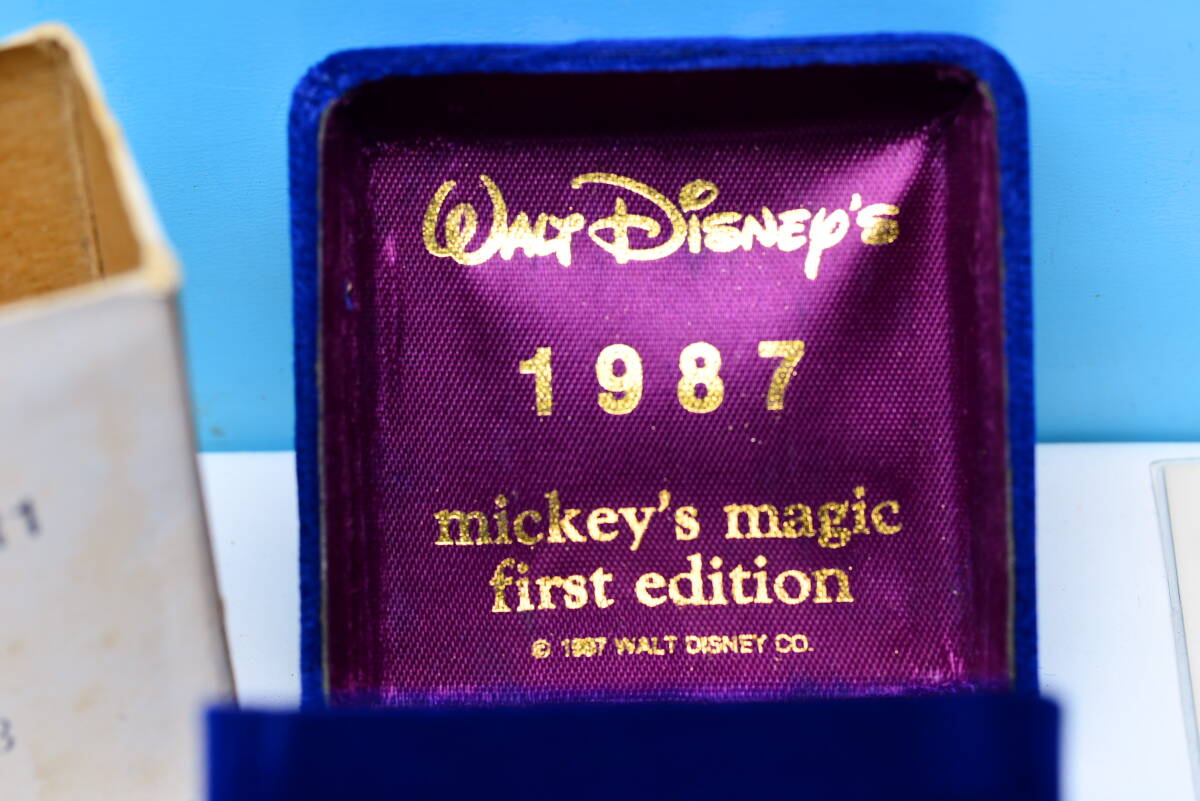 Walt Disney's
1987
mickey's magic
first edition
© 1987 WALT DISNEY CO.